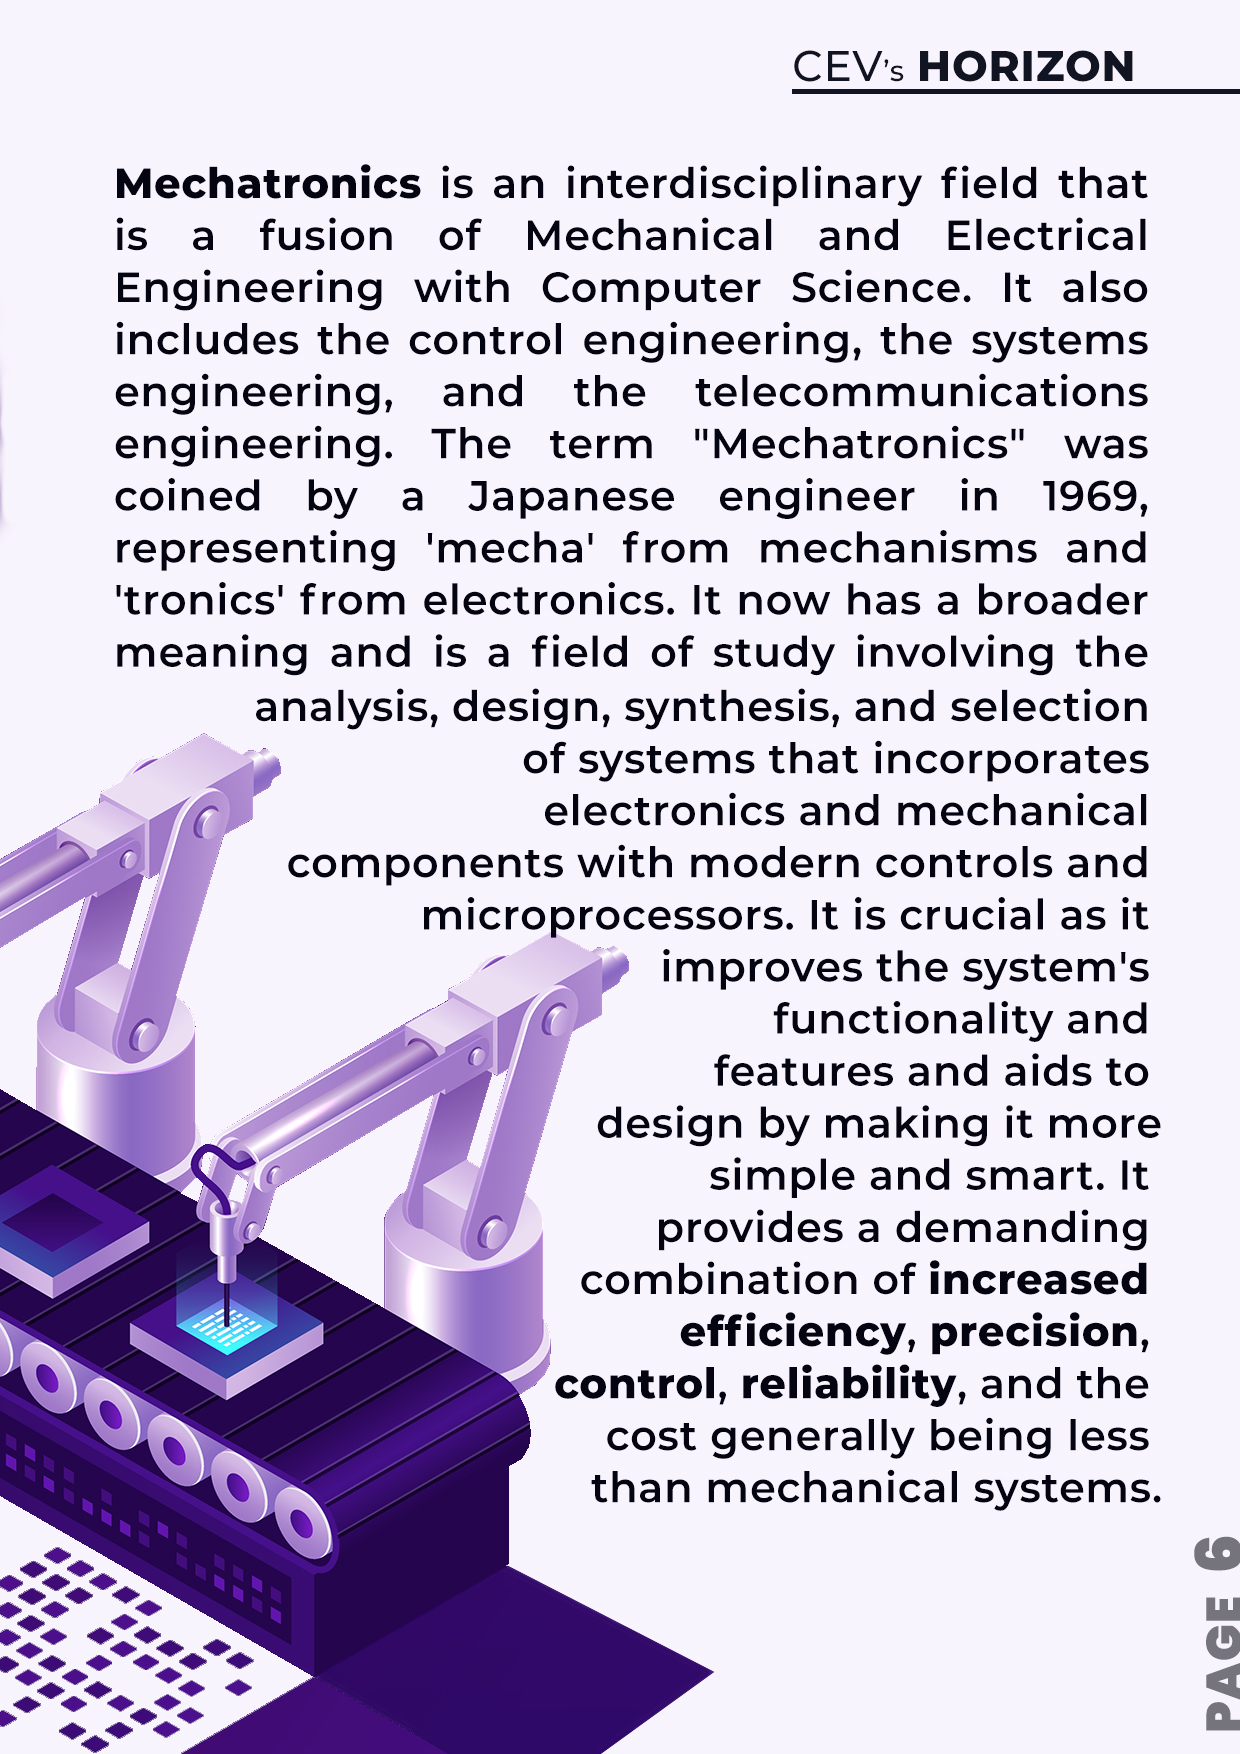 CEV's HORIZON
Mechatronics is an interdisciplinary field that
is a fusion of Mechanical and Electrical
Engineering with Computer Science. It also
includes the control engineering, the systems
engineering, and the telecommunications
engineering. The term "Mechatronics" was
coined by a Japanese engineer in 1969,
representing 'mecha' from mechanisms and
'tronics' from electronics. It now has a broader
meaning and is a field of study involving the
analysis, design, synthesis, and selection
of systems that incorporates
electronics and mechanical
components with modern controls and
microprocessors. It is crucial as it
improves the system's
functionality and
features and aids to
design by making it more
simple and smart. It
provides a demanding
combination of increased
efficiency, precision,
control, reliability, and the
cost generally being less
than mechanical systems.
PAGE 6